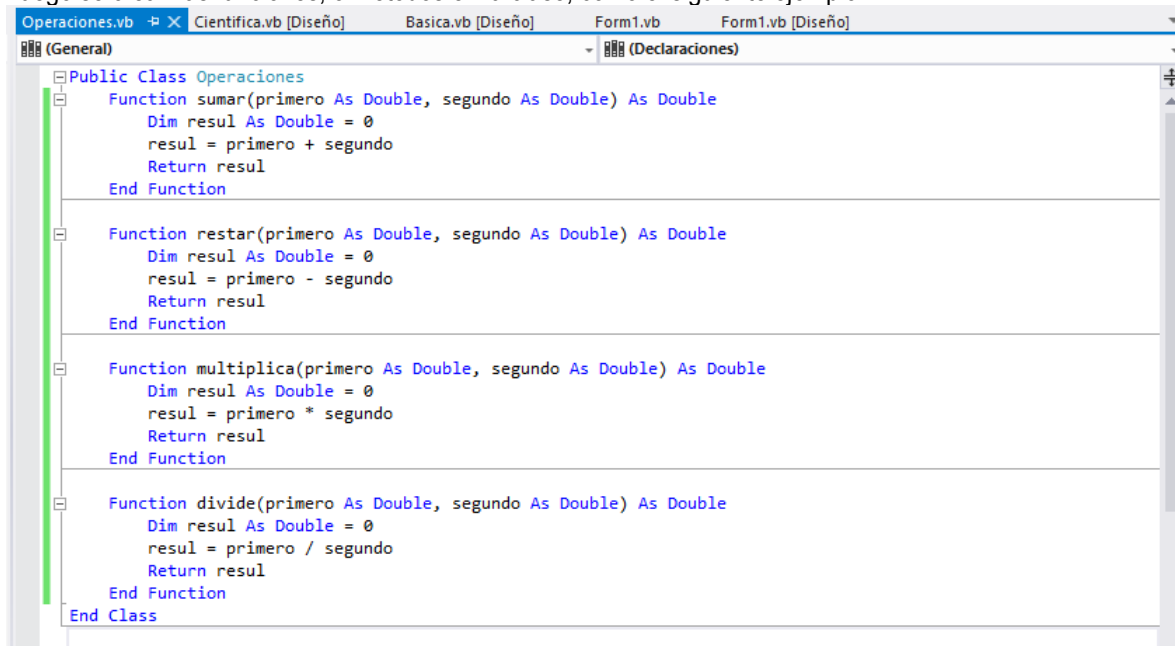 Operaciones.vb Cientifica.vb [Diseño] Basica.vb [Diseño] Form1.vb Form1.vb [Diseño]
(General) (Declaraciones)
Public Class Operaciones
Function sumar(primero As Double, segundo As Double) As Double
Dim resul As Double = 0
resul = primero + segundo
Return resul
End Function
Function restar(primero As Double, segundo As Double) As Double
Dim resul As Double = 0
resul = primero - segundo
Return resul
End Function
Function multiplica(primero As Double, segundo As Double) As Double
Dim resul As Double = 0
resul = primero * segundo
Return resul
End Function
Function divide(primero As Double, segundo As Double) As Double
Dim resul As Double = 0
resul = primero / segundo
Return resul
End Function
End Class